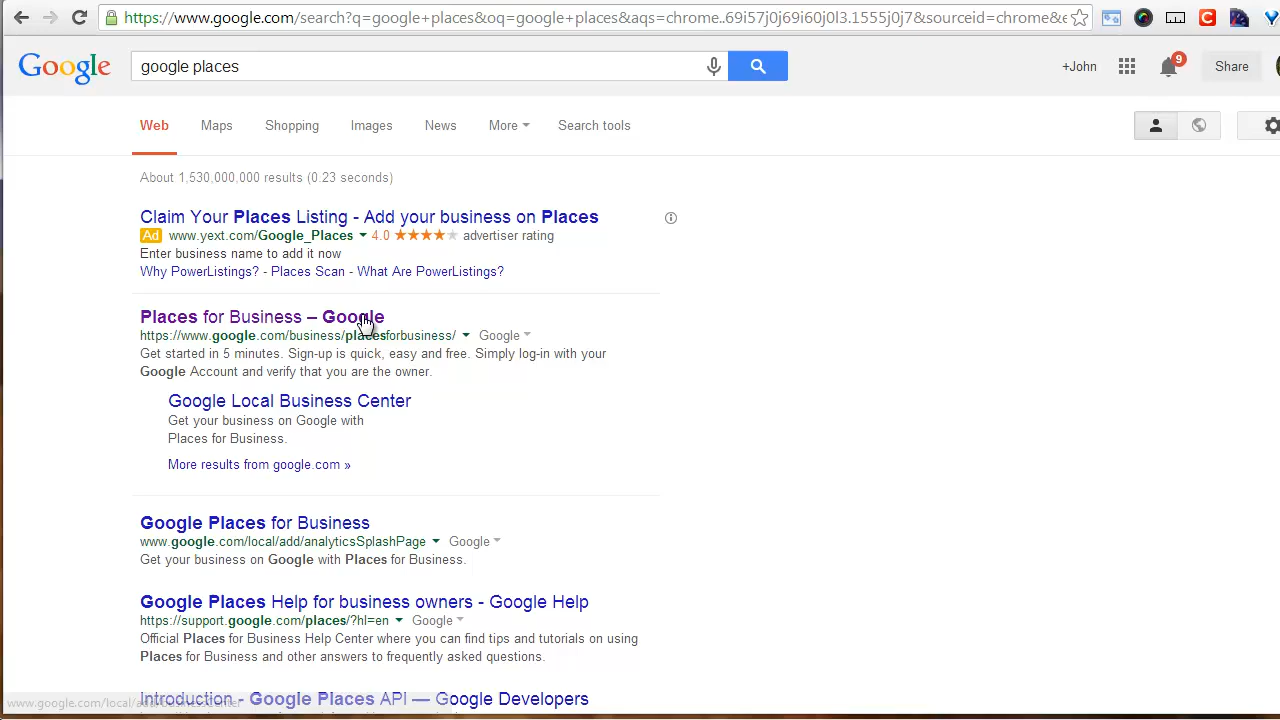 https://www.google.com/search?q=google+places&oq=google+places&aqs=chrome..69i57j0j69i60j0l3.1555j0j7&sourceid=chrome&e
Google
google places
+John
9
Share
Web
Maps
Shopping
Images
News
More
Search tools
About 1,530,000,000 results (0.23 seconds)
Claim Your Places Listing - Add your business on Places
Ad www.yext.com/Google_Places 4.0 advertiser rating
Enter business name to add it now
Why PowerListings? - Places Scan - What Are PowerListings?
Places for Business – Google
https://www.google.com/business/placesforbusiness/ Google
Get started in 5 minutes. Sign-up is quick, easy and free. Simply log-in with your
Google Account and verify that you are the owner.
Google Local Business Center
Get your business on Google with
Places for Business.
More results from google.com »
Google Places for Business
www.google.com/local/add/analyticsSplashPage Google
Get your business on Google with Places for Business.
Google Places Help for business owners - Google Help
https://support.google.com/places/?hl=en Google
Official Places for Business Help Center where you can find tips and tutorials on using
Places for Business and other answers to frequently asked questions.
Introduction - Google Places API — Google Developers
www.google.com/local/add/businessCenter